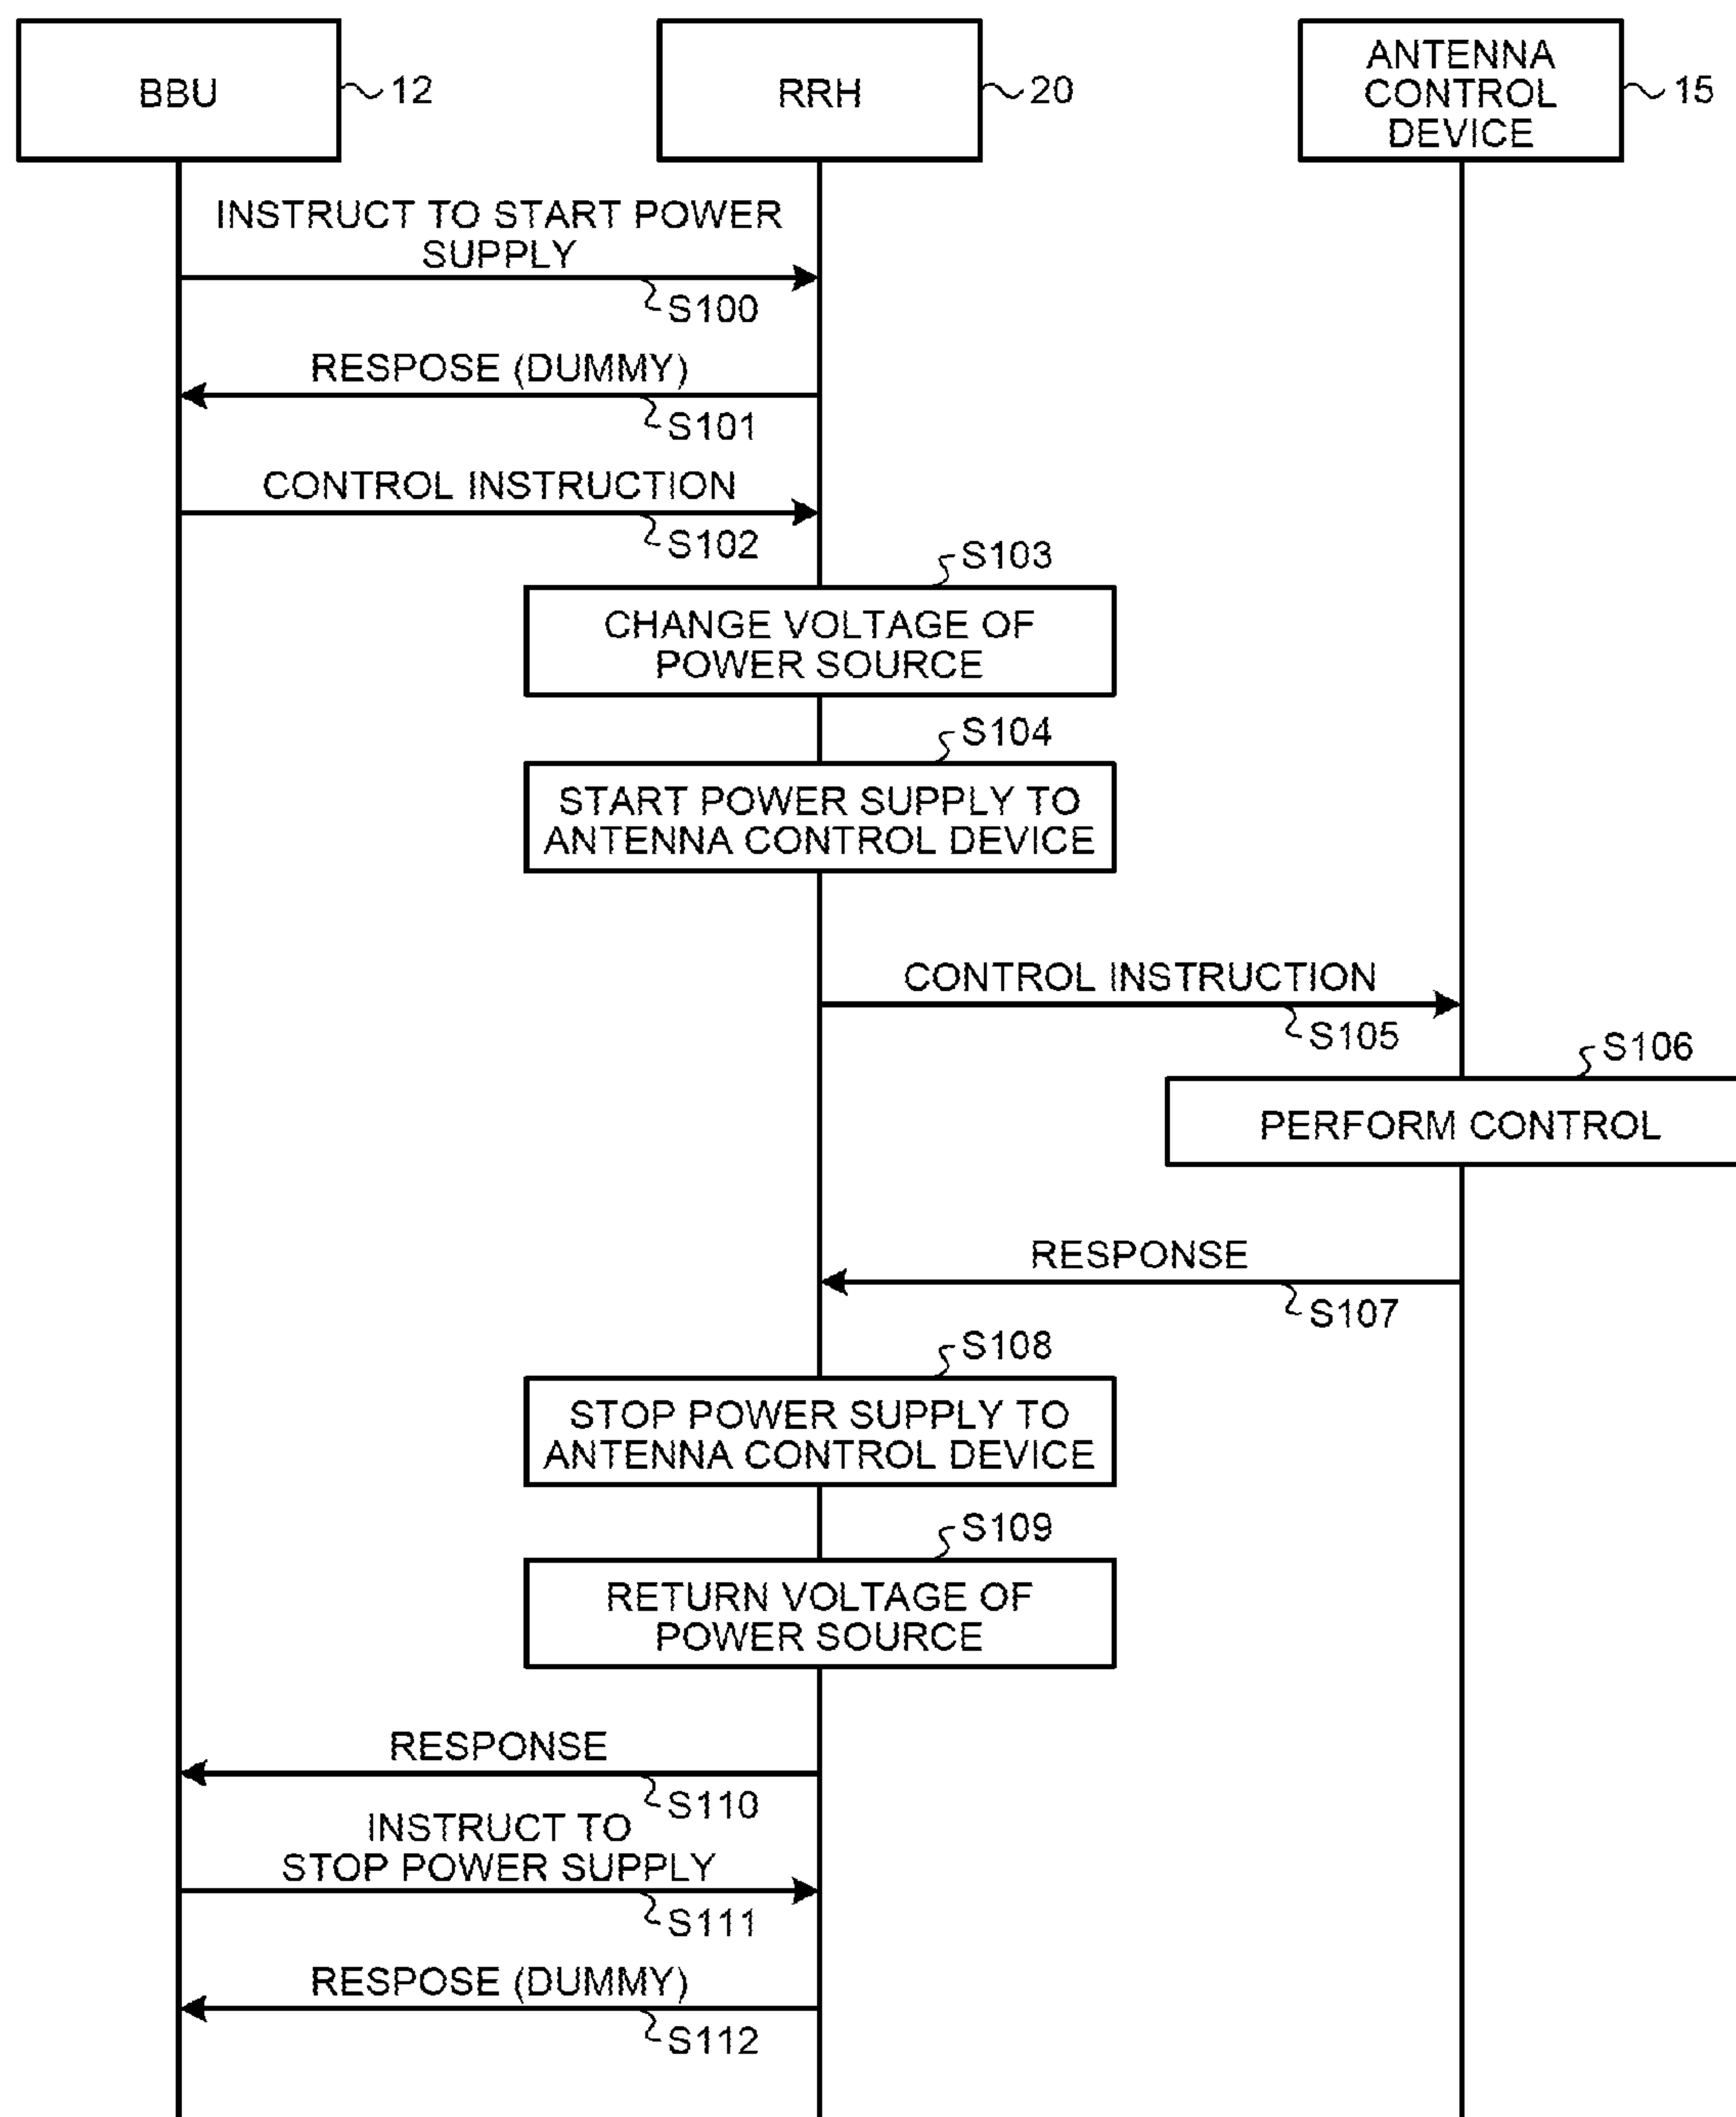 BBU
12
RRH
20
ANTENNA
CONTROL
DEVICE
15
INSTRUCT TO START POWER
SUPPLY
S100
RESPOSE (DUMMY)
S101
CONTROL INSTRUCTION
S102
S103
CHANGE VOLTAGE OF
POWER SOURCE
S104
START POWER SUPPLY TO
ANTENNA CONTROL DEVICE
CONTROL INSTRUCTION
S105
S106
PERFORM CONTROL
RESPONSE
S107
S108
STOP POWER SUPPLY TO
ANTENNA CONTROL DEVICE
S109
RETURN VOLTAGE OF
POWER SOURCE
RESPONSE
S110
INSTRUCT TO
STOP POWER SUPPLY
S111
RESPOSE (DUMMY)
S112